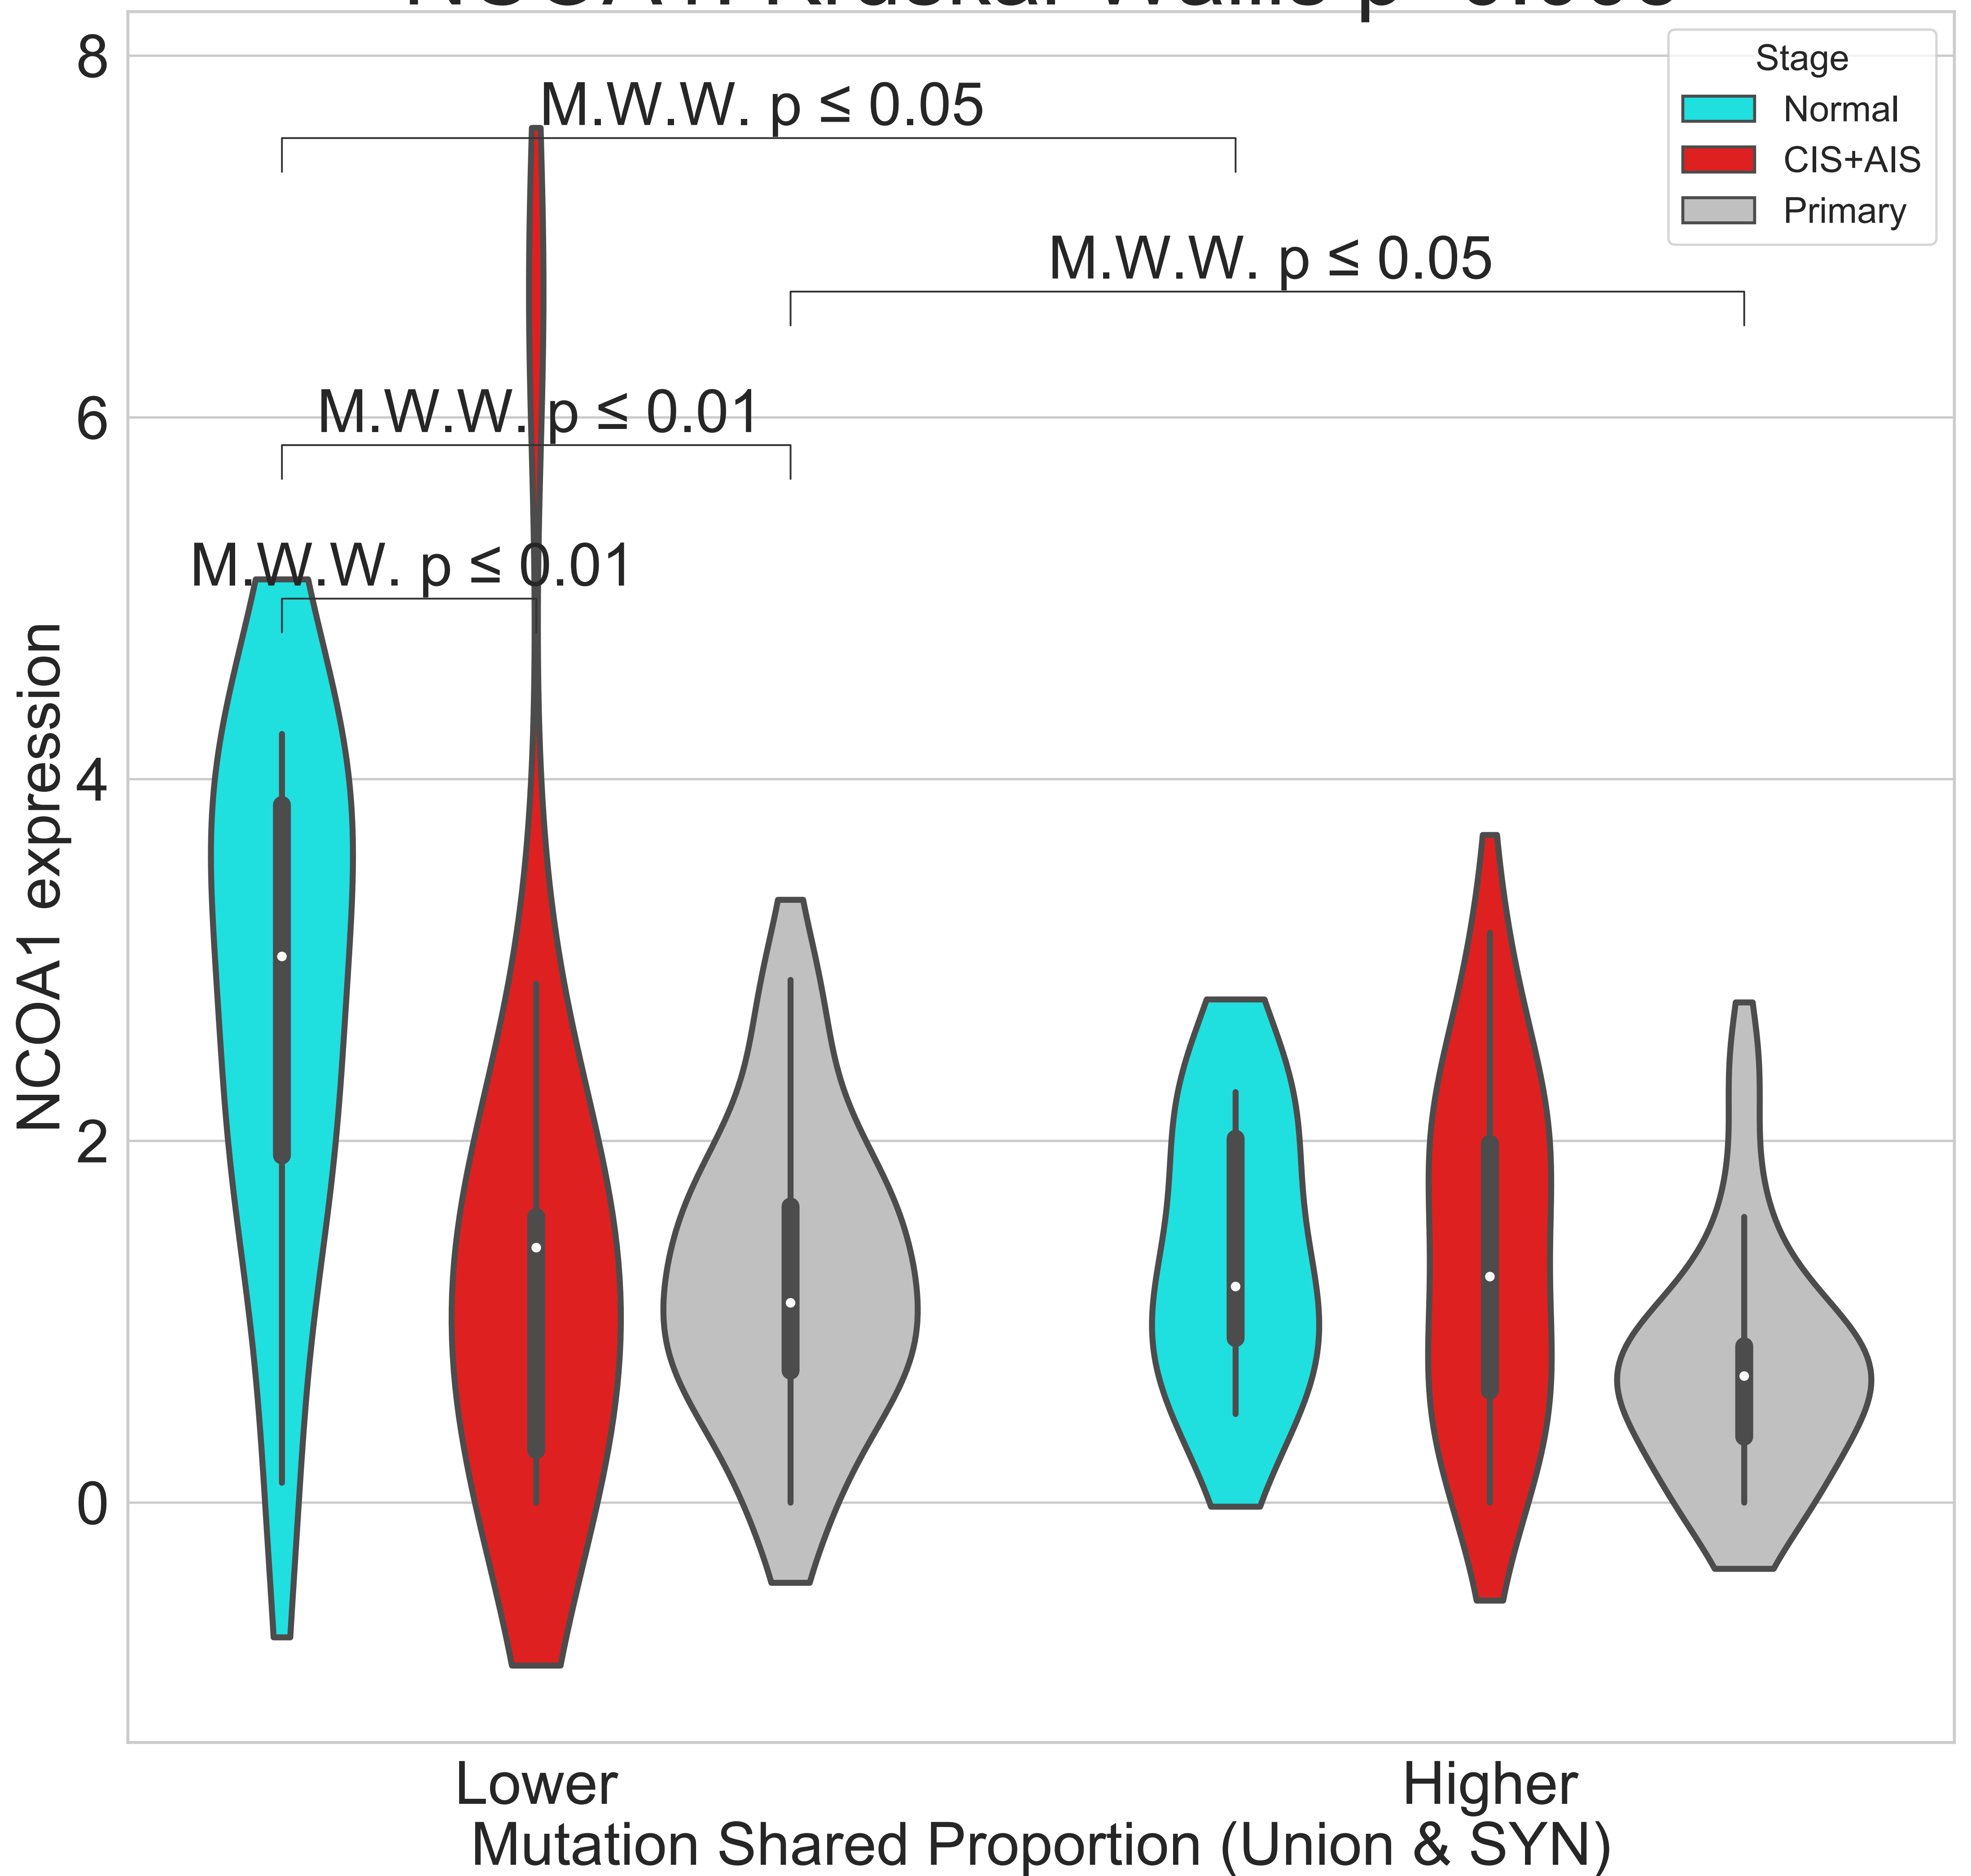 8
Stage
Normal
CIS+AIS
Primary
M.W.W. p ≤ 0.05
M.W.W. p ≤ 0.05
6
M.W.W. p ≤ 0.01
M.W.W. p ≤ 0.01
4
NCOA1 expression
2
0
Lower
Higher
Mutation Shared Proportion (Union & SYN)